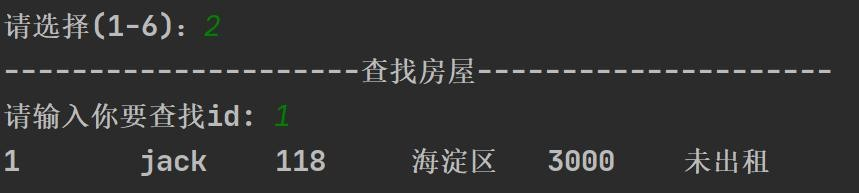 请选择(1-6): 2
---------------------查找房屋---------------------
请输入你要查找id: 1
1       jack    118     海淀区   3000    未出租